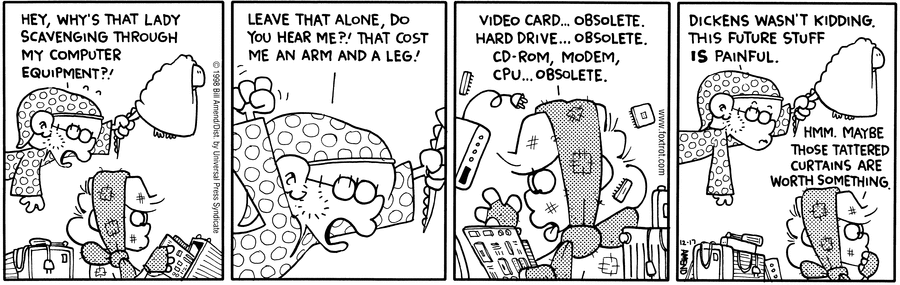 HEY, WHY'S THAT LADY
SCAVENGING THROUGH
MY COMPUTER
EQUIPMENT?!
© 1998 Bill Amend/Dist. by Universal Press Syndicate
LEAVE THAT ALONE, DO
YOU HEAR ME?! THAT COST
ME AN ARM AND A LEG!
VIDEO CARD... OBSOLETE.
HARD DRIVE... OBSOLETE.
CD-ROM, MODEM,
CPU... OBSOLETE.
www.foxtrot.com
DICKENS WASN'T KIDDING.
THIS FUTURE STUFF
IS PAINFUL.
HMM. MAYBE
THOSE TATTERED
CURTAINS ARE
WORTH SOMETHING.
12-17
AMEND